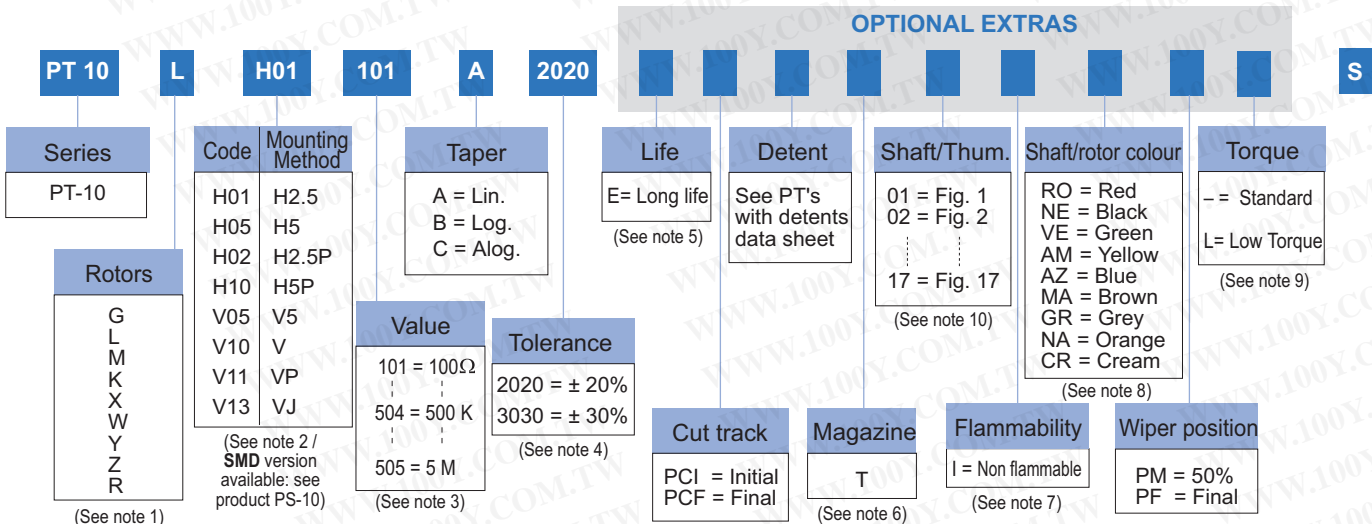 OPTIONAL EXTRAS
PT 10 L H01 101 A 2020 S
Series
PT-10
Rotors
G
L
M
K
X
W
Y
Z
R
(See note 1)
Code Mounting Method
H01 H2.5
H05 H5
H02 H2.5P
H10 H5P
V05 V5
V10 V
V11 VP
V13 VJ
(See note 2 /
SMD version
available: see
product PS-10)
Value
101 = 100Ω
504 = 500 K
505 = 5 M
(See note 3)
Taper
A = Lin.
B = Log.
C = Alog.
Tolerance
2020 = ± 20%
3030 = ± 30%
(See note 4)
Life
E= Long life
(See note 5)
Cut track
PCI = Initial
PCF = Final
Detent
See PT's
with detents
data sheet
Magazine
T
(See note 6)
Shaft/Thum.
01 = Fig. 1
02 = Fig. 2
17 = Fig. 17
(See note 10)
Flammability
I = Non flammable
(See note 7)
Shaft/rotor colour
RO = Red
NE = Black
VE = Green
AM = Yellow
AZ = Blue
MA = Brown
GR = Grey
NA = Orange
CR = Cream
(See note 8)
Wiper position
PM = 50%
PF = Final
Torque
– = Standard
L= Low Torque
(See note 9)
WWW.100Y.COM.TW